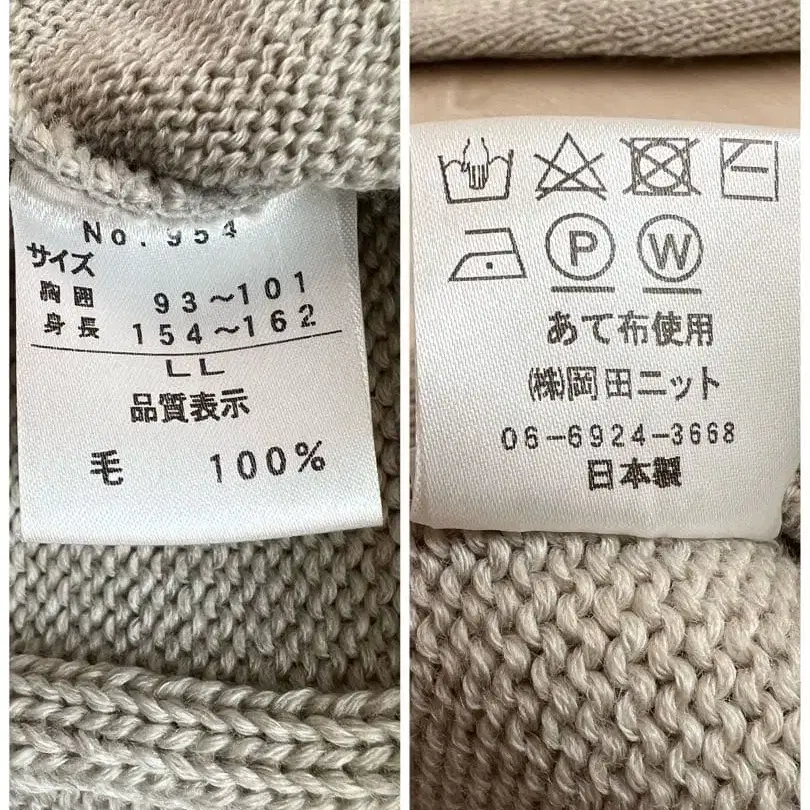 No.954
サイズ
胸囲 93～101
身長 154～162
LL
品質表示
毛 100%
P W
あて布使用
(株)岡田ニット
06-6924-3668
日本製